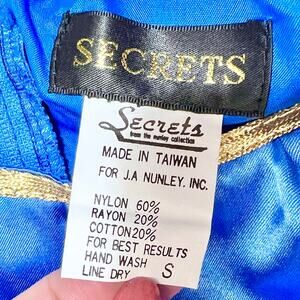 SECRETS
Secrets
from the nunley collection
MADE IN TAIWAN
FOR J.A NUNLEY. INC.
NYLON 60%
RAYON 20%
COTTON20%
FOR BEST RESULTS
HAND WASH
LINE DRY S